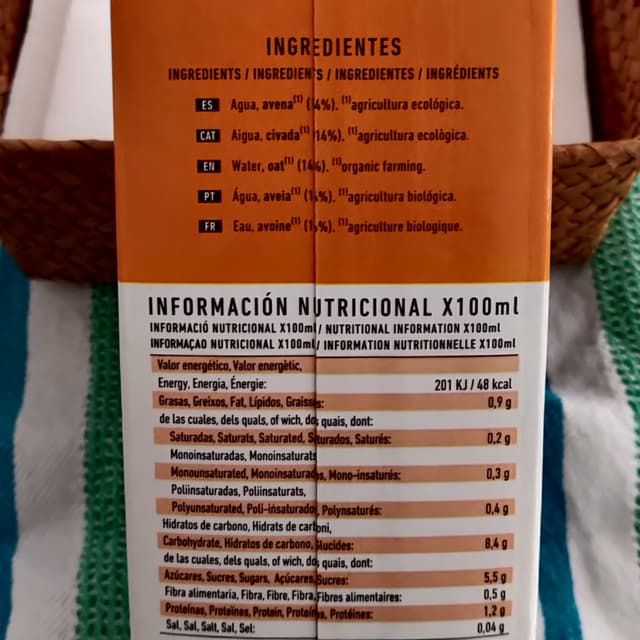 INGREDIENTES
INGREDIENTS / INGREDIENTS / INGREDIENTES / INGRÉDIENTS
ES Agua, avena(1) (14%). (1)agricultura ecológica.
CAT Aigua, civada(1) (14%). (1)agricultura ecològica.
EN Water, oat(1) (14%). (1)organic farming.
PT Água, aveia(1) (14%). (1)agricultura biológica.
FR Eau, avoine(1) (14%). (1)agriculture biologique.
INFORMACIÓN NUTRICIONAL X100ml
INFORMACIÓ NUTRICIONAL X100ml / NUTRITIONAL INFORMATION X100ml
INFORMAÇAO NUTRICIONAL X100ml / INFORMATION NUTRITIONNELLE X100ml
Valor energético, Valor energètic,
Energy, Energia, Énergie: 201 KJ / 48 kcal
Grasas, Greixos, Fat, Lípidos, Graisses: 0,9 g
de las cuales, dels quals, of wich, do quais, dont:
Saturadas, Saturats, Saturated, Saturados, Saturés: 0,2 g
Monoinsaturadas, Monoinsaturats
Monounsaturated, Monoinsaturados, Mono-insaturés: 0,3 g
Poliinsaturadas, Poliinsaturats,
Polyunsaturated, Poli-insaturado, Polynsaturés: 0,4 g
Hidratos de carbono, Hidrats de carboni,
Carbohydrate, Hidratos de carbono, Glucides: 8,4 g
de las cuales, dels quals, of wich, do quais, dont:
Azúcares, Sucres, Sugars, Açúcares, Sucres: 5,5 g
Fibra alimentaria, Fibra, Fibre, Fibra, Fibres alimentaires: 0,5 g
Proteínas, Proteïnes, Protein, Proteínas, Protéines: 1,2 g
Sal, Sal, Salt, Sal, Sel: 0,04 g